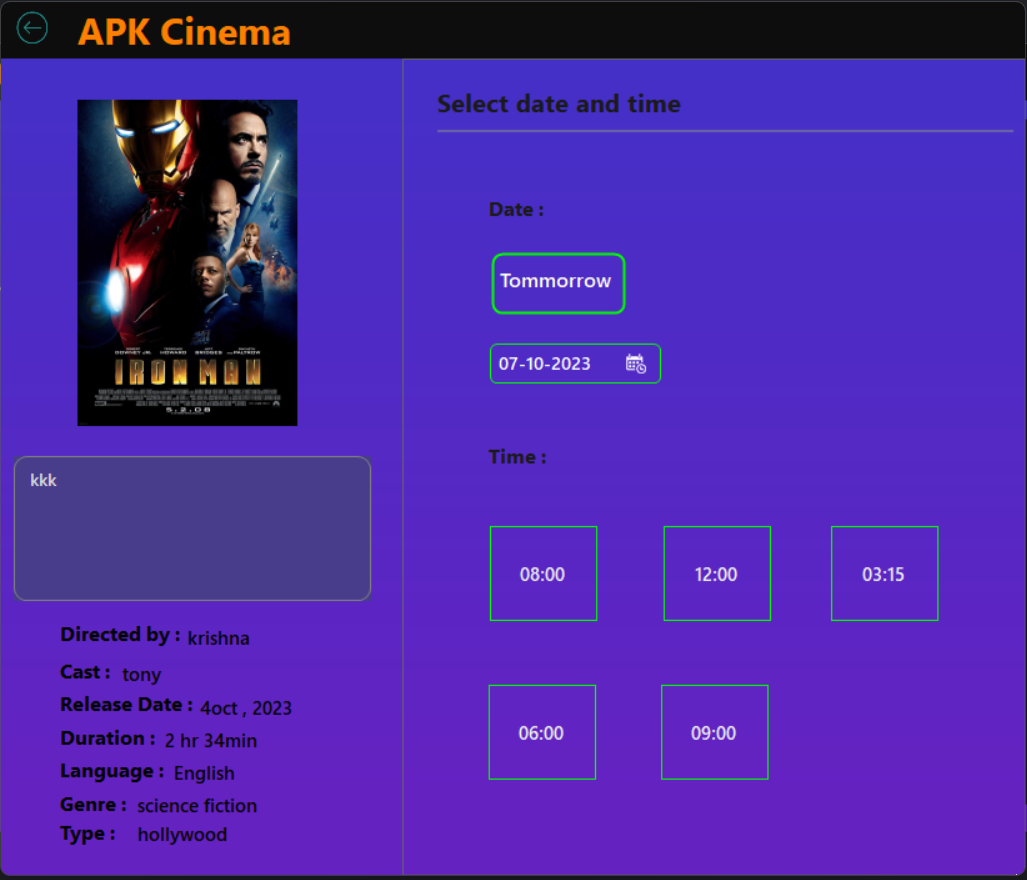 APK Cinema
Select date and time
IRON MAN
5.2.08
kkk
Directed by : krishna
Cast : tony
Release Date : 4oct , 2023
Duration : 2 hr 34min
Language : English
Genre : science fiction
Type : hollywood
Date :
Tommorrow
07-10-2023
Time :
08:00 12:00 03:15
06:00 09:00